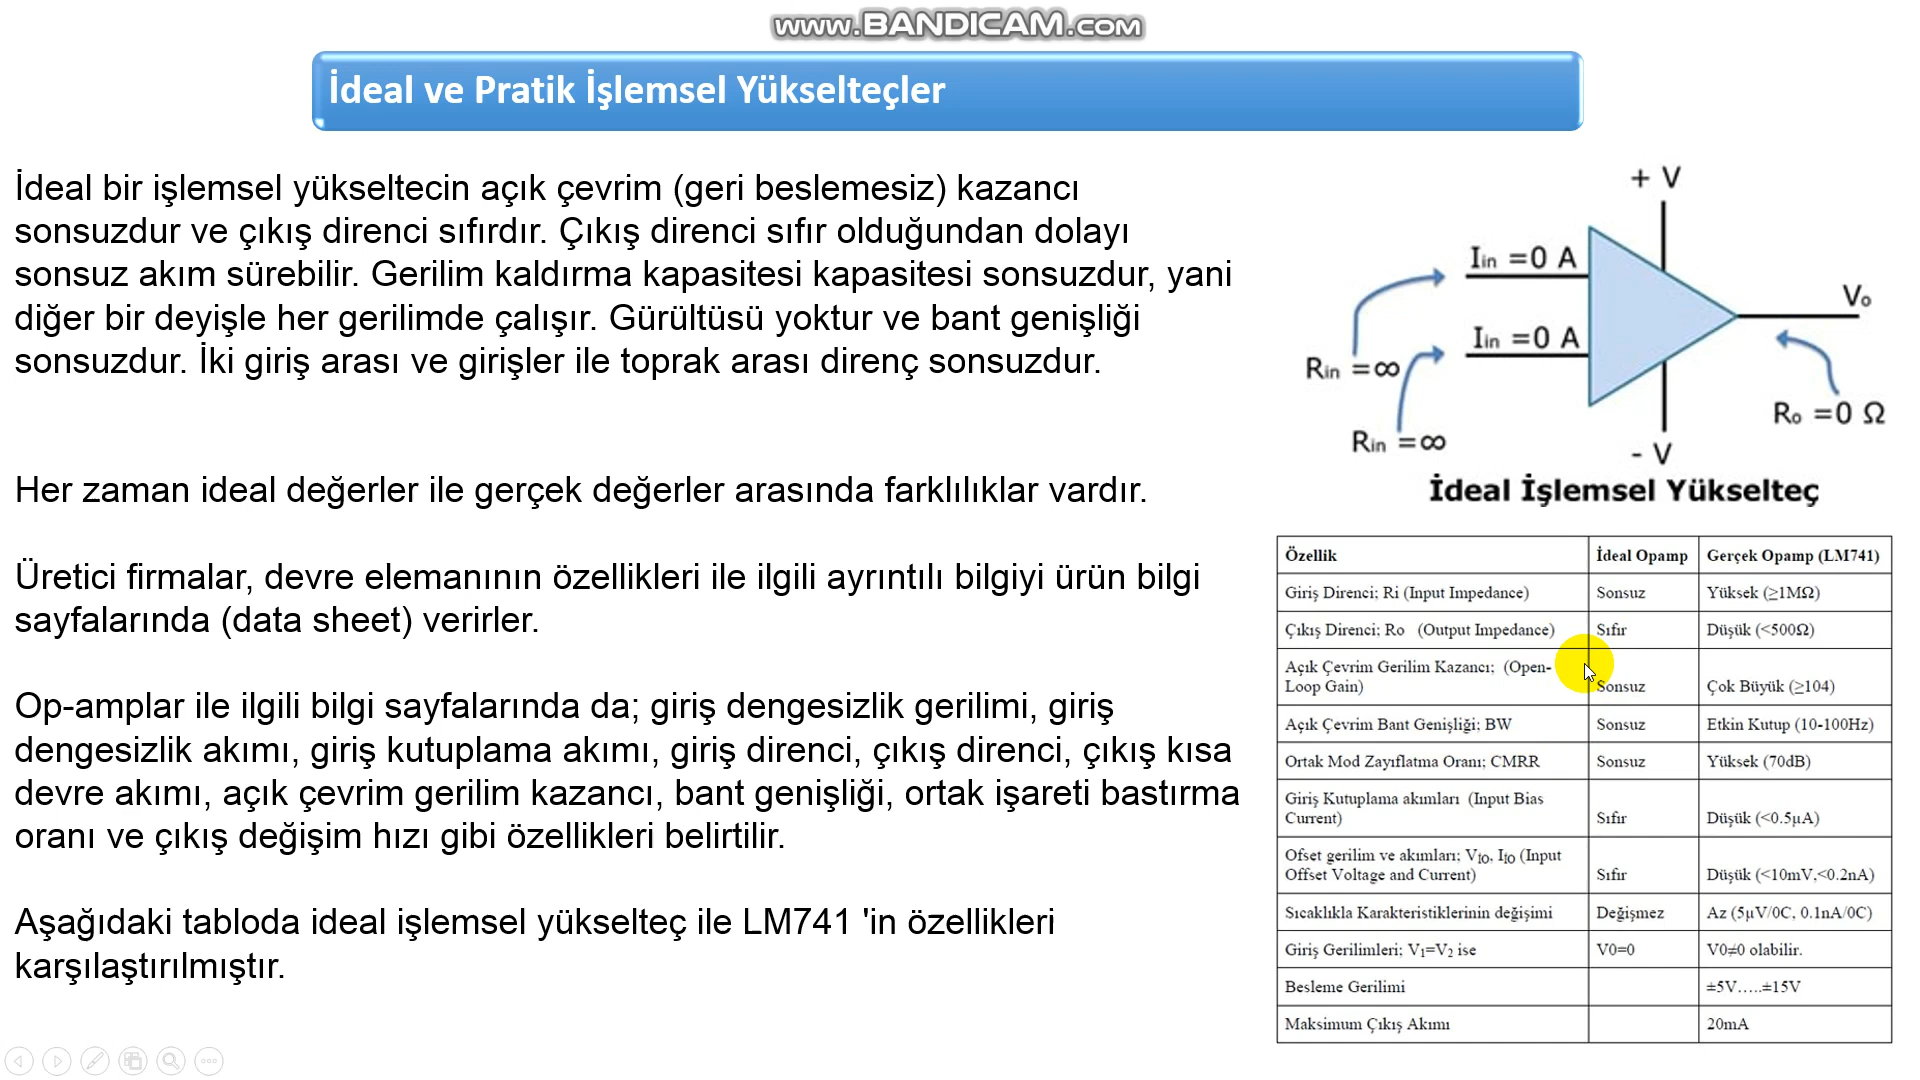 www.BANDICAM.com
İdeal ve Pratik İşlemsel Yükselteçler
İdeal bir işlemsel yükseltecin açık çevrim (geri beslemesiz) kazancı
sonsuzdur ve çıkış direnci sıfırdır. Çıkış direnci sıfır olduğundan dolayı
sonsuz akım sürebilir. Gerilim kaldırma kapasitesi kapasitesi sonsuzdur, yani
diğer bir deyişle her gerilimde çalışır. Gürültüsü yoktur ve bant genişliği
sonsuzdur. İki giriş arası ve girişler ile toprak arası direnç sonsuzdur.
Her zaman ideal değerler ile gerçek değerler arasında farklılıklar vardır.
Üretici firmalar, devre elemanının özellikleri ile ilgili ayrıntılı bilgiyi ürün bilgi
sayfalarında (data sheet) verirler.
Op-amplar ile ilgili bilgi sayfalarında da; giriş dengesizlik gerilimi, giriş
dengesizlik akımı, giriş kutuplama akımı, giriş direnci, çıkış direnci, çıkış kısa
devre akımı, açık çevrim gerilim kazancı, bant genişliği, ortak işareti bastırma
oranı ve çıkış değişim hızı gibi özellikleri belirtilir.
Aşağıdaki tabloda ideal işlemsel yükselteç ile LM741 'in özellikleri
karşılaştırılmıştır.
+ V
Iin =0 A
Vo
Iin =0 A
Rin =∞
Ro =0 Ω
Rin =∞
- V
İdeal İşlemsel Yükselteç
Özellik İdeal Opamp Gerçek Opamp (LM741)
Giriş Direnci; Ri (Input Impedance) Sonsuz Yüksek (≥1MΩ)
Çıkış Direnci; Ro (Output Impedance) Sıfır Düşük (<500Ω)
Açık Çevrim Gerilim Kazancı; (Open-
Loop Gain) Sonsuz Çok Büyük (≥104)
Açık Çevrim Bant Genişliği; BW Sonsuz Etkin Kutup (10-100Hz)
Ortak Mod Zayıflatma Oranı; CMRR Sonsuz Yüksek (70dB)
Giriş Kutuplama akımları (Input Bias
Current) Sıfır Düşük (<0.5µA)
Ofset gerilim ve akımları; VIO, IIO (Input
Offset Voltage and Current) Sıfır Düşük (<10mV,<0.2nA)
Sıcaklıkla Karakteristiklerinin değişimi Değişmez Az (5µV/0C, 0.1nA/0C)
Giriş Gerilimleri; V1=V2 ise V0=0 V0≠0 olabilir.
Besleme Gerilimi ±5V…..±15V
Maksimum Çıkış Akımı 20mA